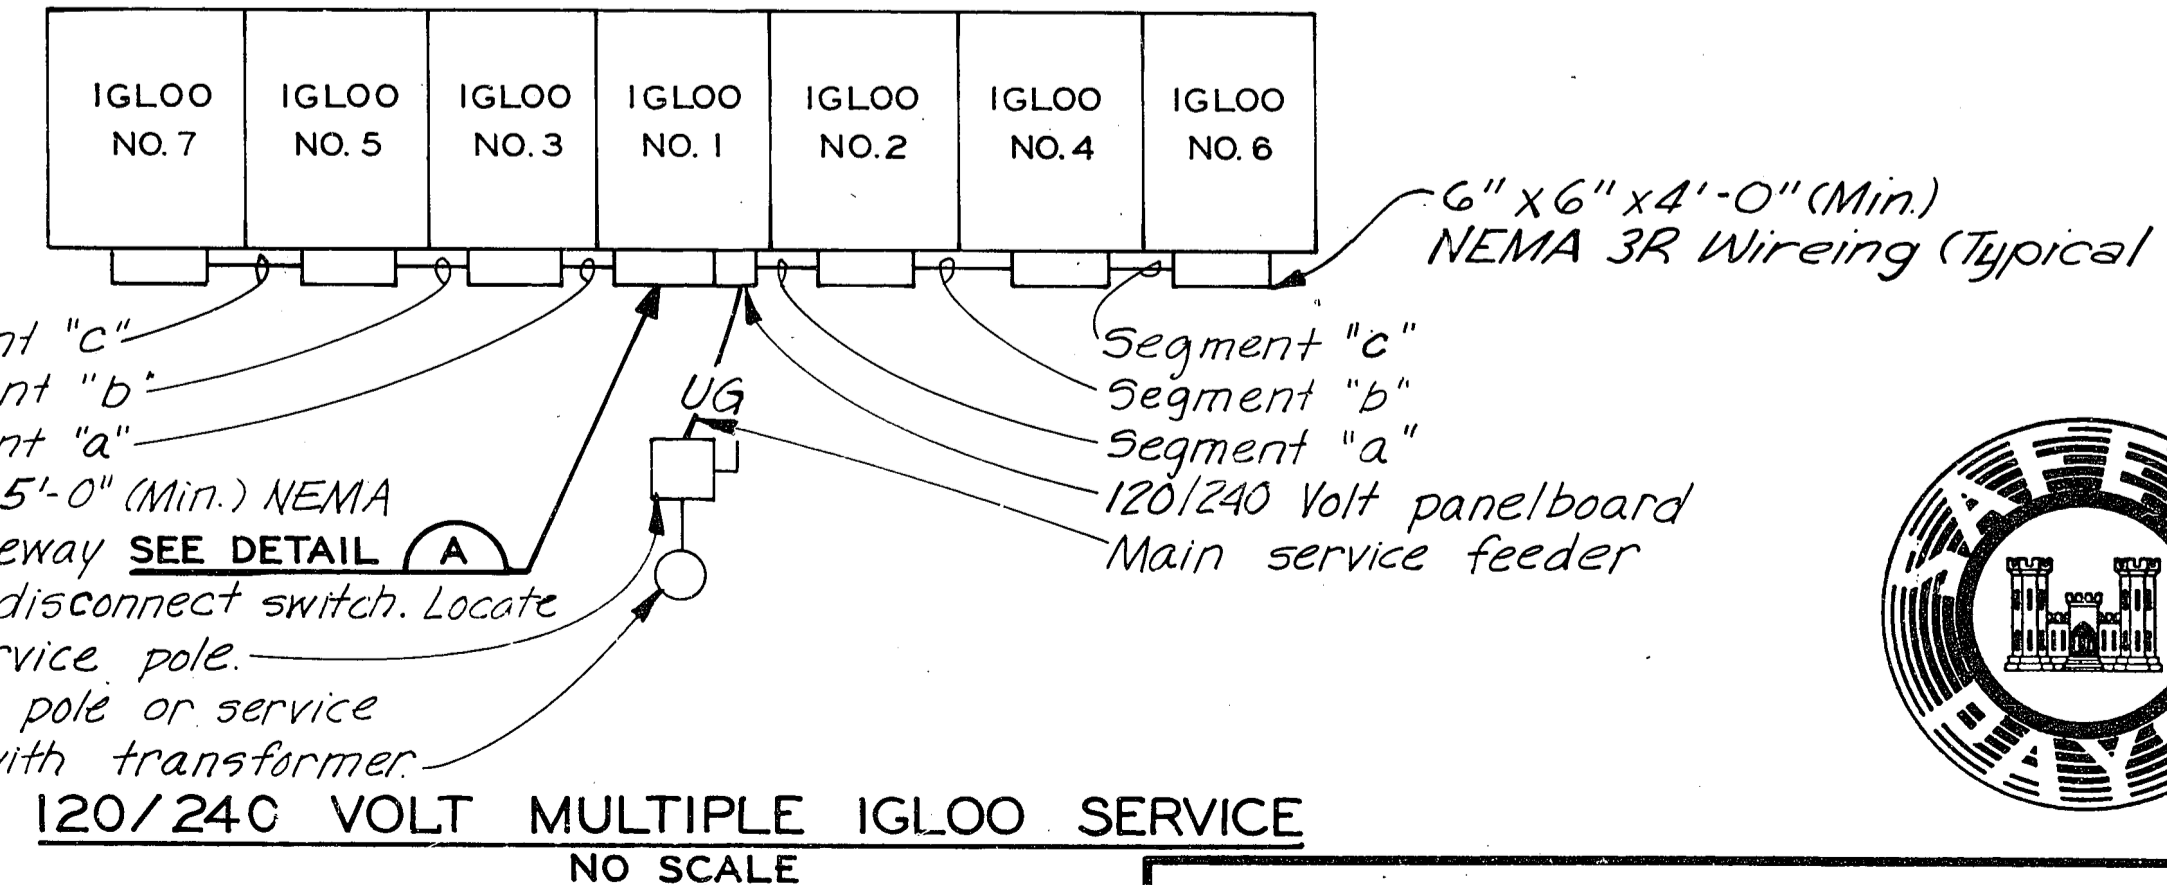 IGLOO NO. 7
IGLOO NO. 5
IGLOO NO. 3
IGLOO NO. 1
IGLOO NO. 2
IGLOO NO. 4
IGLOO NO. 6
6" x 6" x 4'-0" (Min.)
NEMA 3R Wireing (Typical
nt "c"
nt "b"
nt "a"
5'-0" (Min.) NEMA
eway SEE DETAIL A
disconnect switch. Locate
rvice pole.
pole or service
with transformer.
UG
Segment "c"
Segment "b"
Segment "a"
120/240 Volt panelboard
Main service feeder
120/240 VOLT MULTIPLE IGLOO SERVICE
NO SCALE